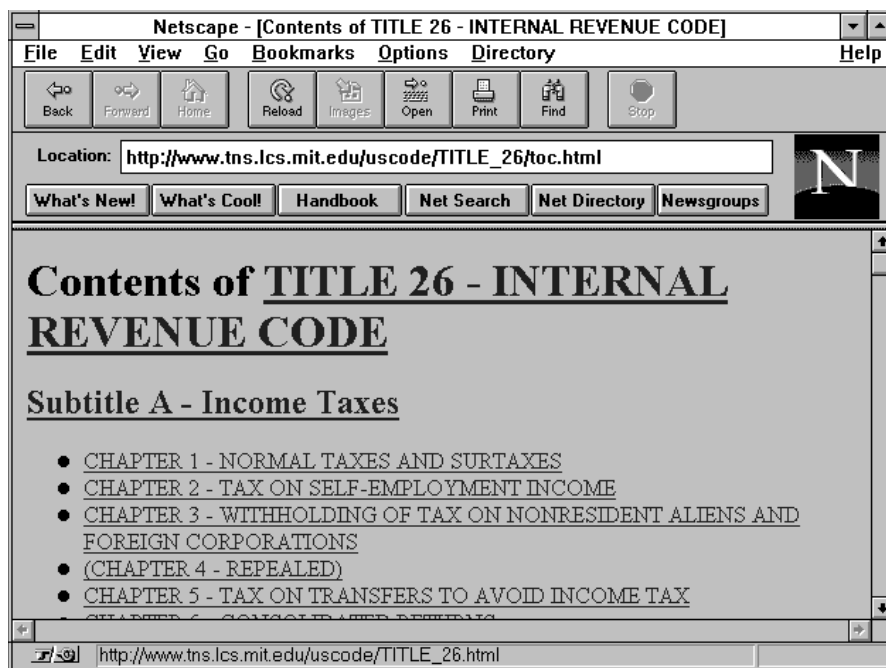 Netscape - [Contents of TITLE 26 - INTERNAL REVENUE CODE]
File Edit View Go Bookmarks Options Directory Help
Back Forward Home Reload Images Open Print Find Stop
Location: http://www.tns.lcs.mit.edu/uscode/TITLE_26/toc.html
N
What's New! What's Cool! Handbook Net Search Net Directory Newsgroups
Contents of TITLE 26 - INTERNAL
REVENUE CODE
Subtitle A - Income Taxes
CHAPTER 1 - NORMAL TAXES AND SURTAXES
CHAPTER 2 - TAX ON SELF-EMPLOYMENT INCOME
CHAPTER 3 - WITHHOLDING OF TAX ON NONRESIDENT ALIENS AND
FOREIGN CORPORATIONS
(CHAPTER 4 - REPEALED)
CHAPTER 5 - TAX ON TRANSFERS TO AVOID INCOME TAX
CHAPTER 6 - CONSOLIDATED RETURNS
http://www.tns.lcs.mit.edu/uscode/TITLE_26.html